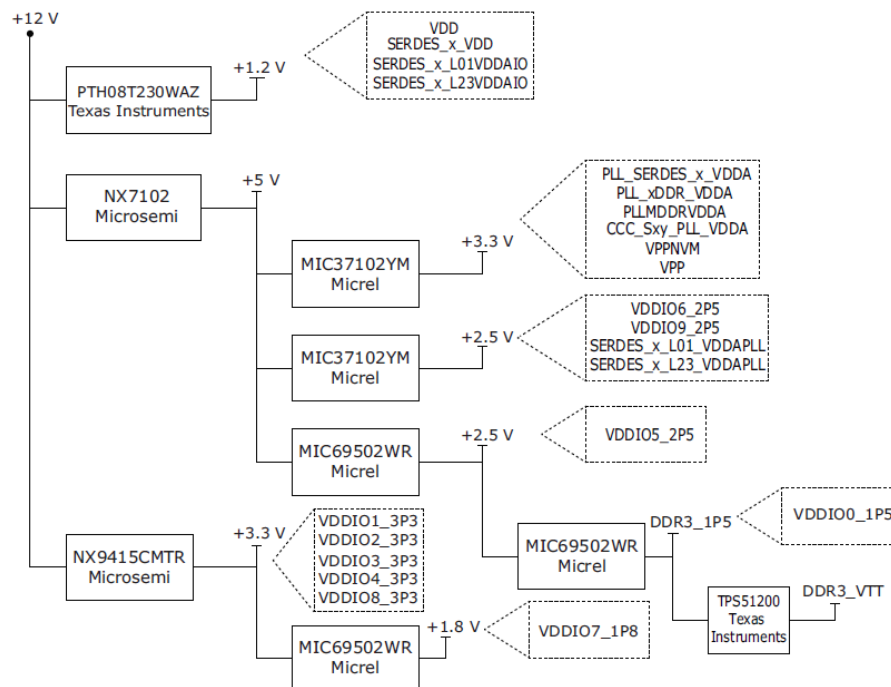 +12 V
PTH08T230WAZ
Texas Instruments
+1.2 V
VDD
SERDES_x_VDD
SERDES_x_L01VDDAIO
SERDES_x_L23VDDAIO
NX7102
Microsemi
+5 V
MIC37102YM
Micrel
+3.3 V
PLL_SERDES_x_VDDA
PLL_xDDR_VDDA
PLLMDDRVDDA
CCC_Sxy_PLL_VDDA
VPPNVM
VPP
MIC37102YM
Micrel
+2.5 V
VDDIO6_2P5
VDDIO9_2P5
SERDES_x_L01_VDDAPLL
SERDES_x_L23_VDDAPLL
MIC69502WR
Micrel
+2.5 V
VDDIO5_2P5
MIC69502WR
Micrel
DDR3_1P5
VDDIO0_1P5
TPS51200
Texas
Instruments
DDR3_VTT
NX9415CMTR
Microsemi
+3.3 V
VDDIO1_3P3
VDDIO2_3P3
VDDIO3_3P3
VDDIO4_3P3
VDDIO8_3P3
MIC69502WR
Micrel
+1.8 V
VDDIO7_1P8